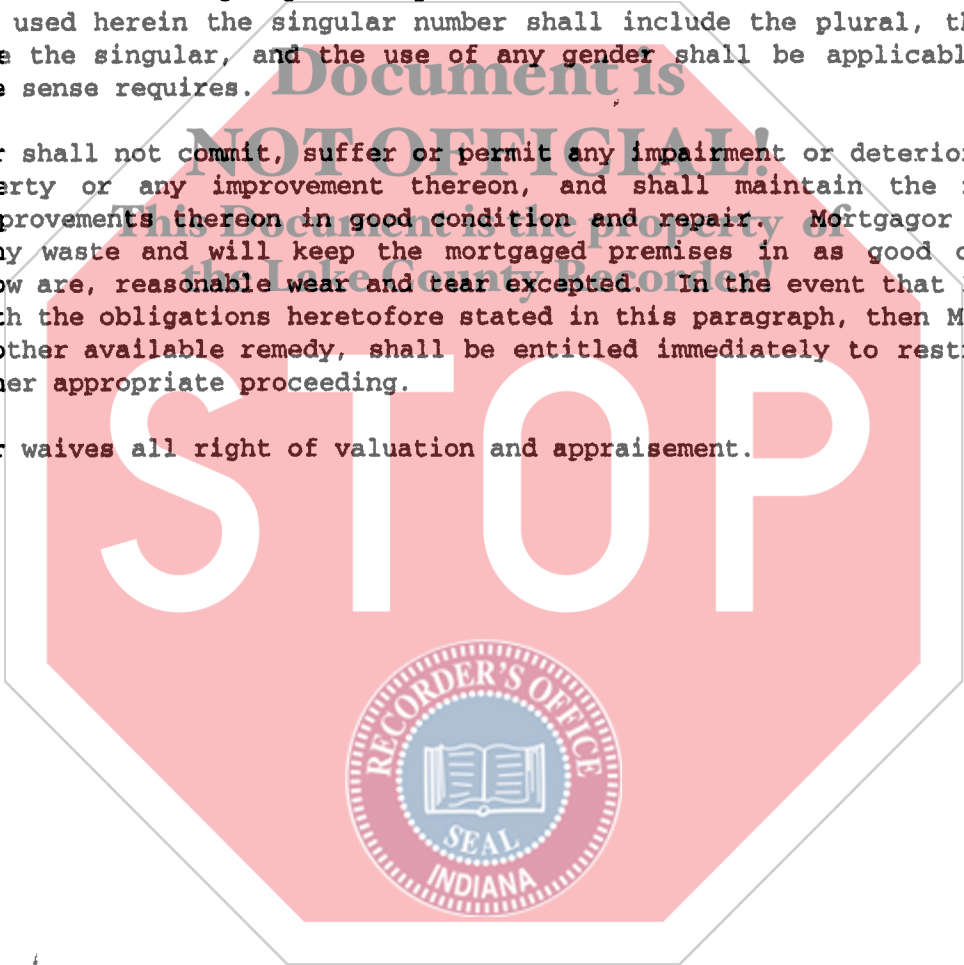 used herein the singular number shall include the plural, th
e the singular, and the use of any gender shall be applicabl
e sense requires.
Document is
NOT OFFICIAL!
r shall not commit, suffer or permit any impairment or deterio
erty or any improvement thereon, and shall maintain the
provements thereon in good condition and repair. Mortgagor
This Document is the property of
y waste and will keep the mortgaged premises in as good c
the Lake County Recorder!
ow are, reasonable wear and tear excepted. In the event that
th the obligations heretofore stated in this paragraph, then M
other available remedy, shall be entitled immediately to rest
er appropriate proceeding.
r waives all right of valuation and appraisement.
STOP
RECORDER'S OFFICE
SEAL
INDIANA